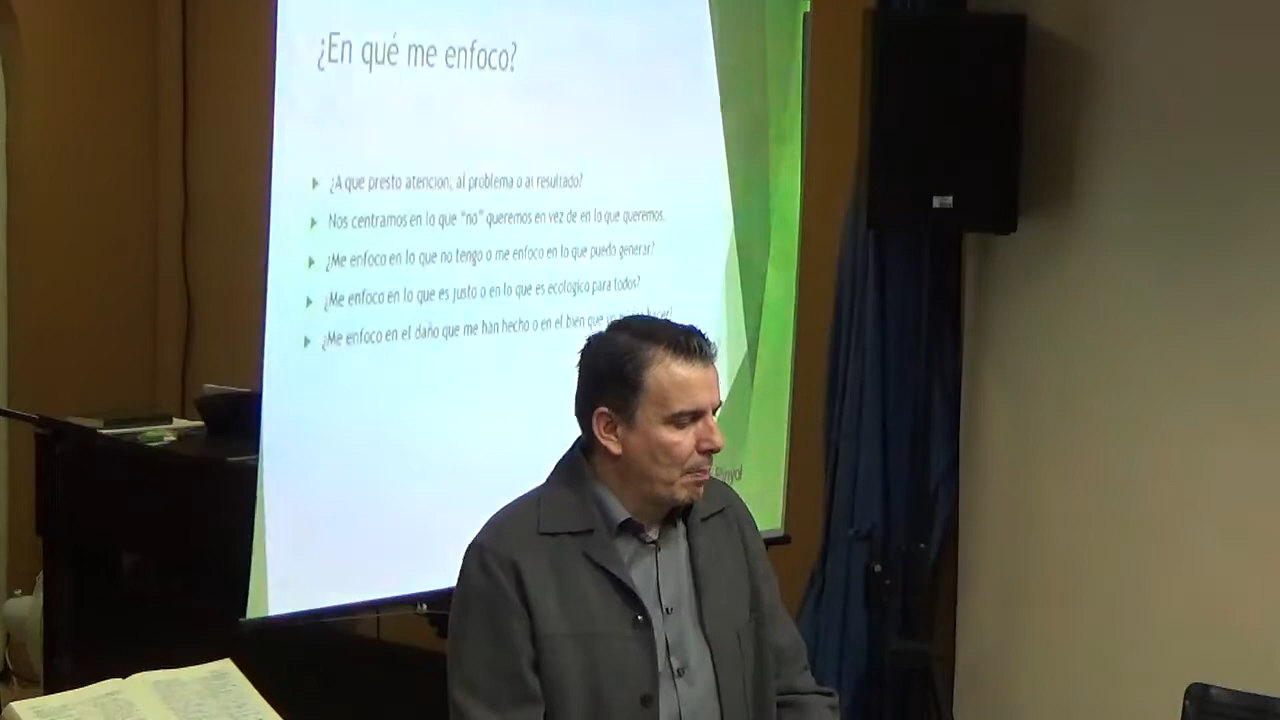 ¿En qué me enfoco?
¿A que presto atencion, al problema o al resultado?
Nos centramos en lo que "no" queremos en vez de en lo que queremos.
¿Me enfoco en lo que no tengo o me enfoco en lo que puedo generar?
¿Me enfoco en lo que es justo o en lo que es ecologico para todos?
¿Me enfoco en el daño que me han hecho o en el bien que